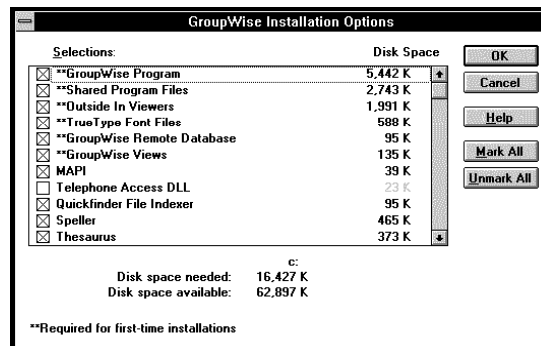 GroupWise Installation Options
Selections: Disk Space
**GroupWise Program 5,442 K
**Shared Program Files 2,743 K
**Outside In Viewers 1,991 K
**TrueType Font Files 588 K
**GroupWise Remote Database 95 K
**GroupWise Views 135 K
MAPI 39 K
Telephone Access DLL 23 K
Quickfinder File Indexer 95 K
Speller 465 K
Thesaurus 373 K
OK
Cancel
Help
Mark All
Unmark All
c:
Disk space needed: 16,427 K
Disk space available: 62,897 K
**Required for first-time installations